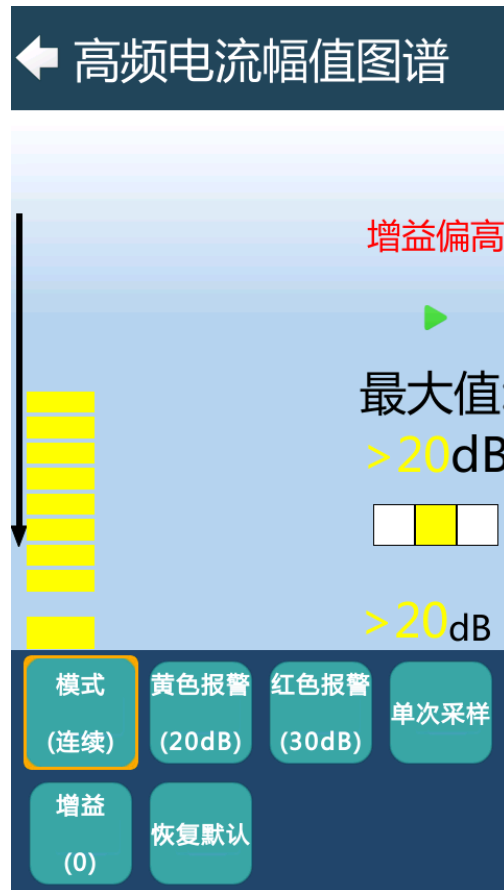 高频电流幅值图谱
增益偏高
最大值:
>20dB
>20dB
模式
(连续)
黄色报警
(20dB)
红色报警
(30dB)
单次采样
增益
(0)
恢复默认